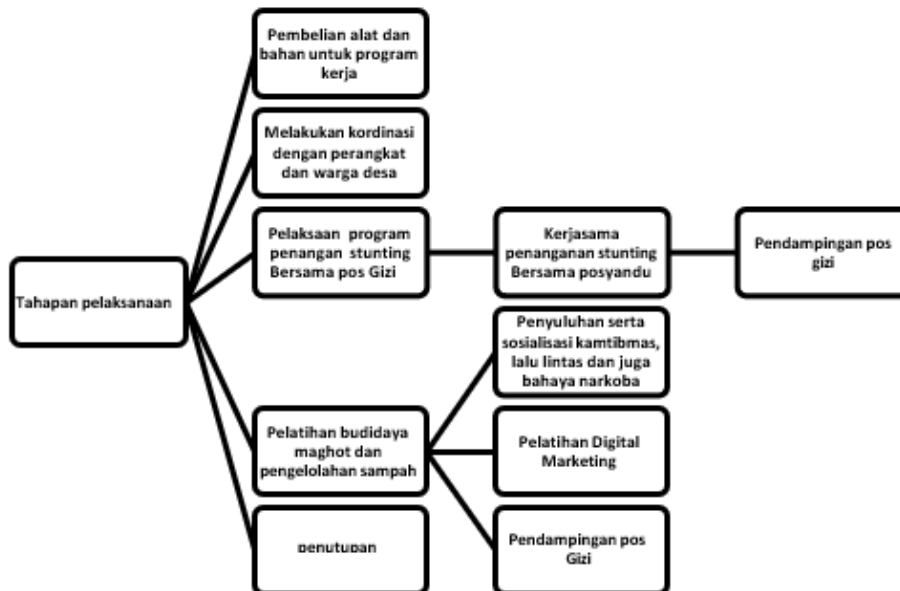 Pembelian alat dan
bahan untuk program
kerja
Melakukan kordinasi
dengan perangkat
dan warga desa
Pelaksaan program
penangan stunting
Bersama pos Gizi
Kerjasama
penanganan stunting
Bersama posyandu
Pendampingan pos
gizi
Tahapan pelaksanaan
Penyuluhan serta
sosialisasi kamtibmas,
lalu lintas dan juga
bahaya narkoba
Pelatihan budidaya
maghot dan
pengelolahan sampah
Pelatihan Digital
Marketing
penutupan
Pendampingan pos
Gizi